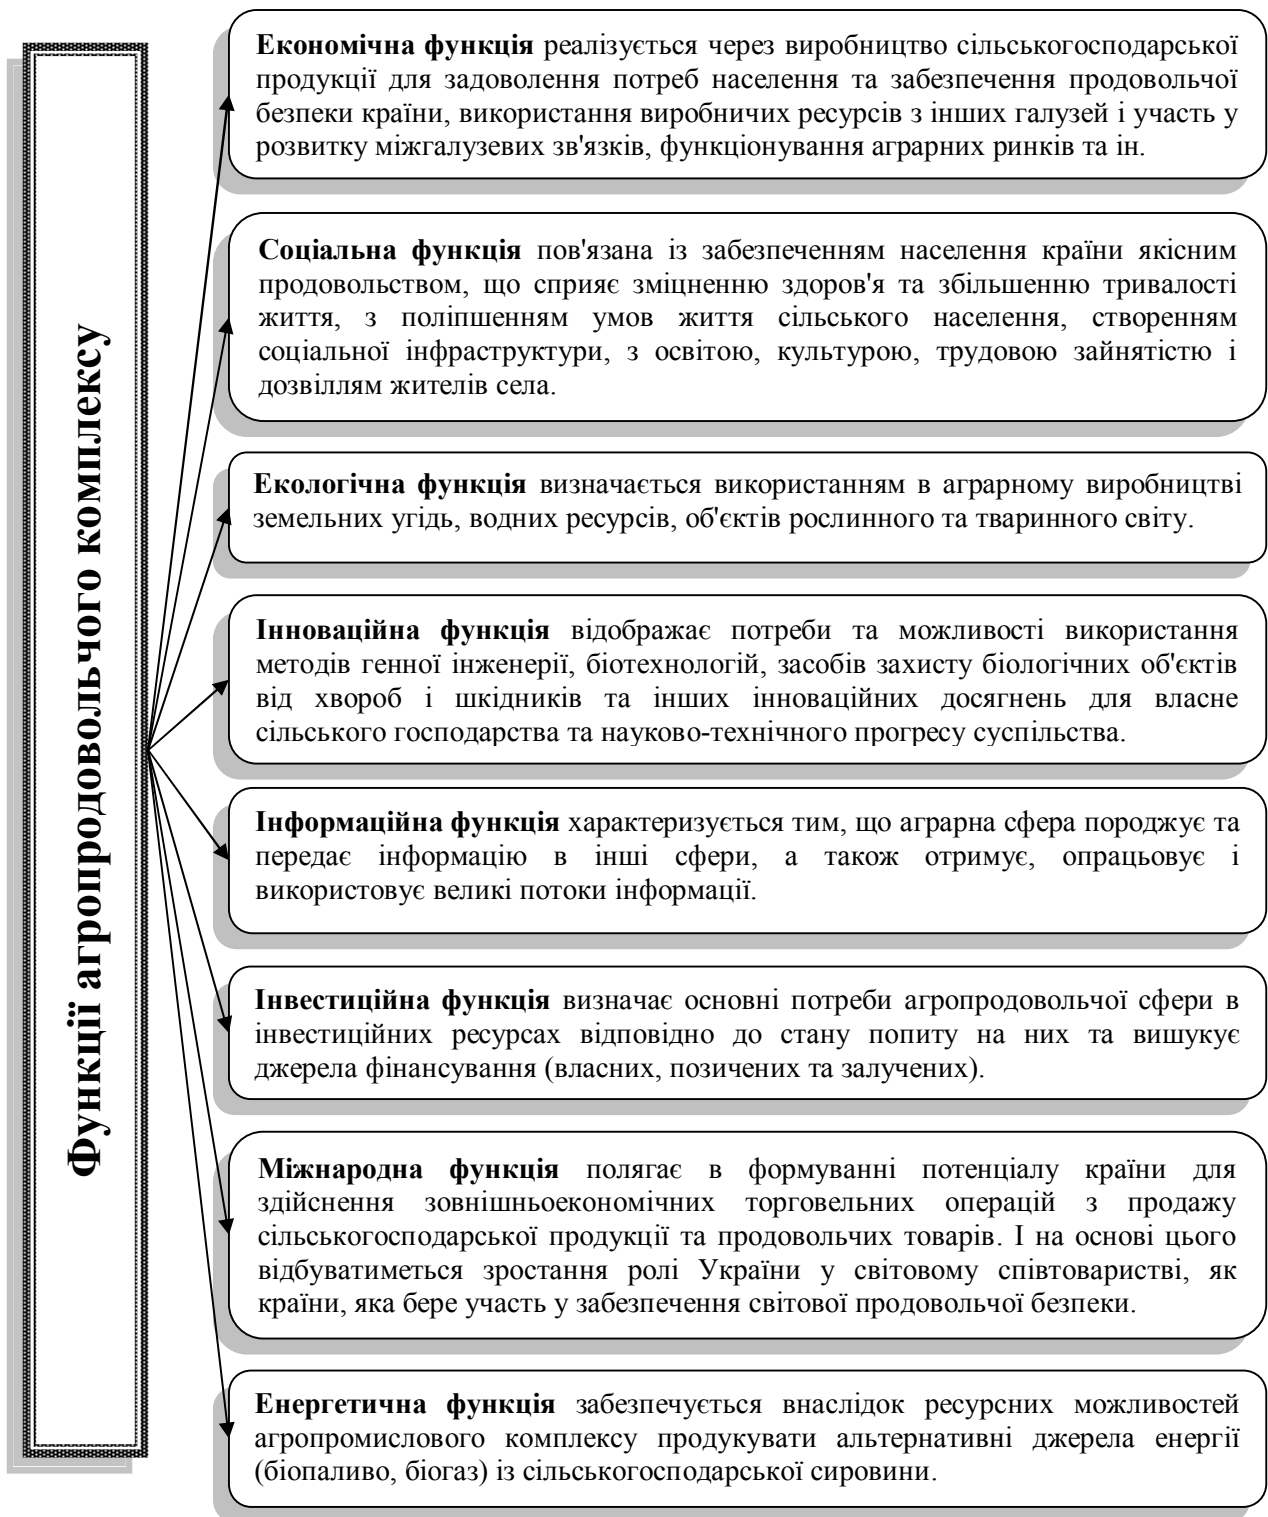 Функції агропродовольчого комплексу
Економічна функція реалізується через виробництво сільськогосподарської
продукції для задоволення потреб населення та забезпечення продовольчої
безпеки країни, використання виробничих ресурсів з інших галузей і участь у
розвитку міжгалузевих зв'язків, функціонування аграрних ринків та ін.
Соціальна функція пов'язана із забезпеченням населення країни якісним
продовольством, що сприяє зміцненню здоров'я та збільшенню тривалості
життя, з поліпшенням умов життя сільського населення, створенням
соціальної інфраструктури, з освітою, культурою, трудовою зайнятістю і
дозвіллям жителів села.
Екологічна функція визначається використанням в аграрному виробництві
земельних угідь, водних ресурсів, об'єктів рослинного та тваринного світу.
Інноваційна функція відображає потреби та можливості використання
методів генної інженерії, біотехнологій, засобів захисту біологічних об'єктів
від хвороб і шкідників та інших інноваційних досягнень для власне
сільського господарства та науково-технічного прогресу суспільства.
Інформаційна функція характеризується тим, що аграрна сфера породжує та
передає інформацію в інші сфери, а також отримує, опрацьовує і
використовує великі потоки інформації.
Інвестиційна функція визначає основні потреби агропродовольчої сфери в
інвестиційних ресурсах відповідно до стану попиту на них та вишукує
джерела фінансування (власних, позичених та залучених).
Міжнародна функція полягає в формуванні потенціалу країни для
здійснення зовнішньоекономічних торговельних операцій з продажу
сільськогосподарської продукції та продовольчих товарів. І на основі цього
відбуватиметься зростання ролі України у світовому співтоваристві, як
країни, яка бере участь у забезпечення світової продовольчої безпеки.
Енергетична функція забезпечується внаслідок ресурсних можливостей
агропромислового комплексу продукувати альтернативні джерела енергії
(біопаливо, біогаз) із сільськогосподарської сировини.